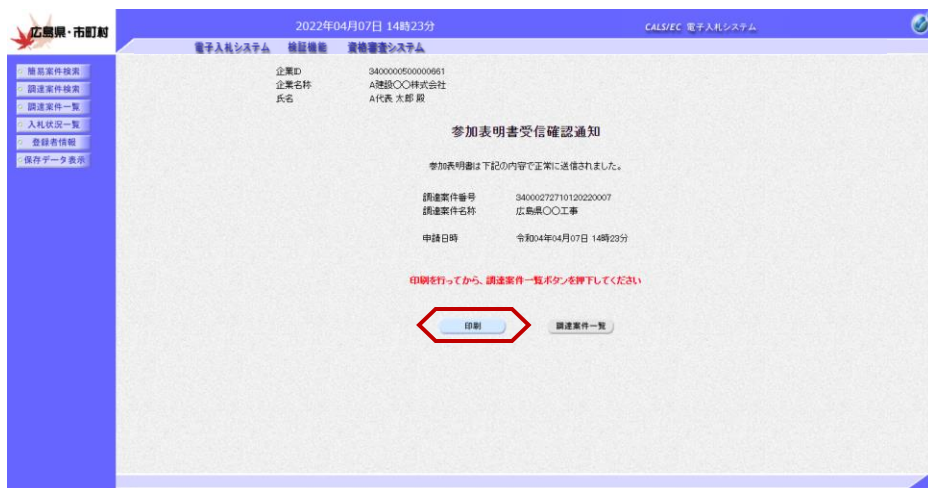 広島県・市町村
2022年04月07日 14時23分
CALS/EC 電子入札システム
電子入札システム 検証機能 資格審査システム
簡易案件検索
調達案件検索
調達案件一覧
入札状況一覧
登録者情報
保存データ表示
企業ID 3400000500000661
企業名称 A建設〇〇株式会社
氏名 A代表 太郎 殿
参加表明書受信確認通知
参加表明書は下記の内容で正常に送信されました。
調達案件番号 34000272710120220007
調達案件名称 広島県〇〇工事
申請日時 令和04年04月07日 14時23分
印刷を行ってから、調達案件一覧ボタンを押下してください
印刷 調達案件一覧